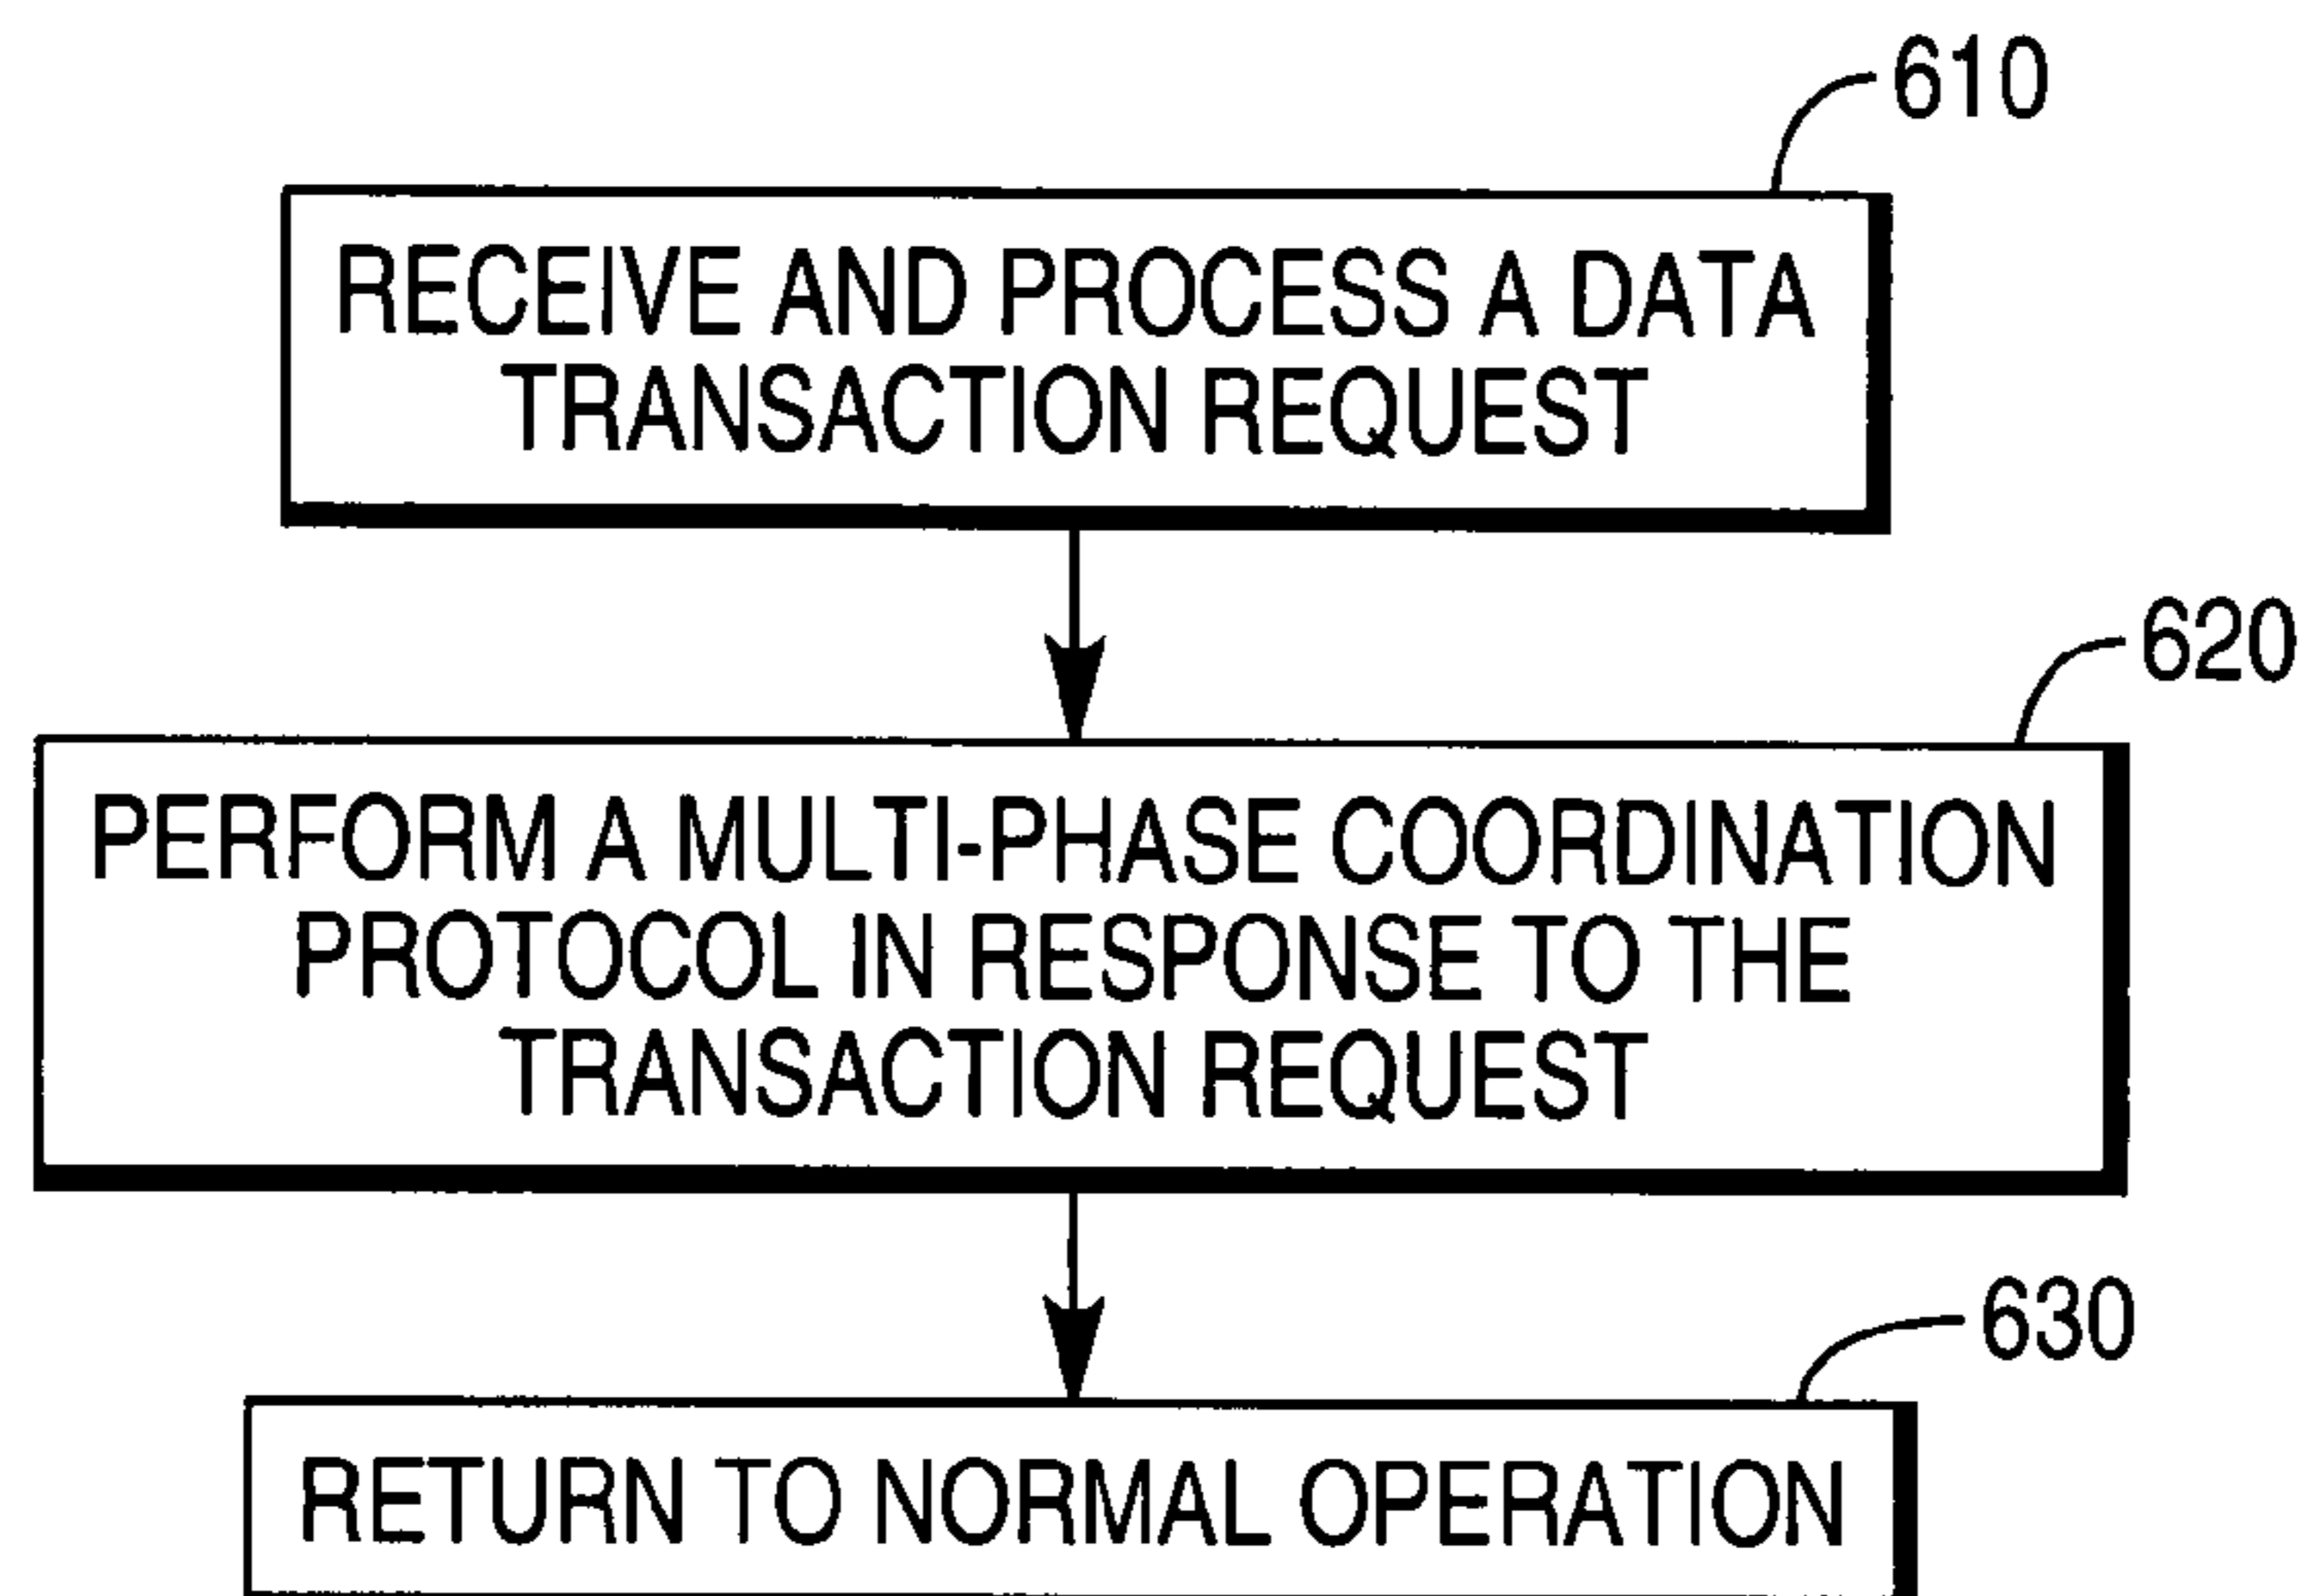 610
RECEIVE AND PROCESS A DATA
TRANSACTION REQUEST
620
PERFORM A MULTI-PHASE COORDINATION
PROTOCOL IN RESPONSE TO THE
TRANSACTION REQUEST
630
RETURN TO NORMAL OPERATION